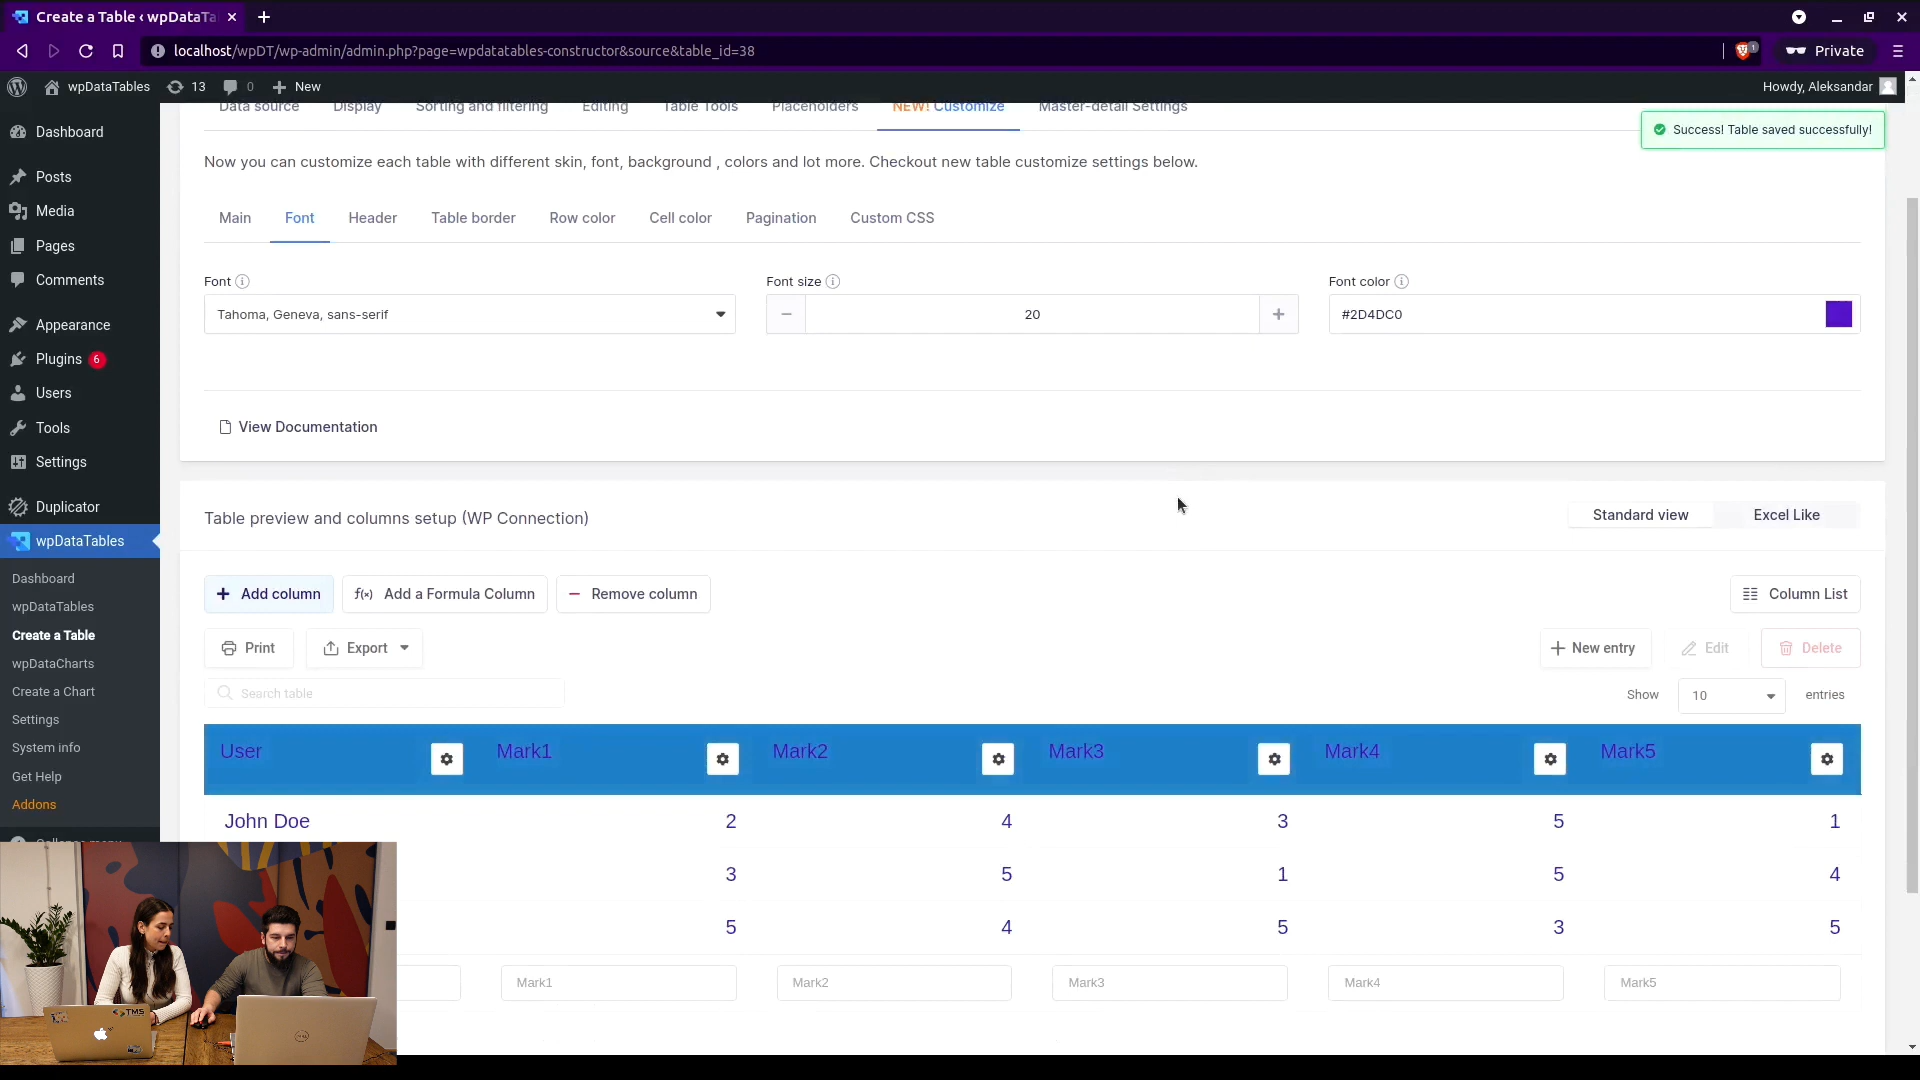 Create a Table ‹ wpDataTa
localhost/wpDT/wp-admin/admin.php?page=wpdatatables-constructor&source&table_id=38
1
Private
wpDataTables 13 0 New
Howdy, Aleksandar
Data source Display Sorting and filtering Editing Table Tools Placeholders NEW! Customize Master-detail Settings
Success! Table saved successfully!
Now you can customize each table with different skin, font, background , colors and lot more. Checkout new table customize settings below.
Main Font Header Table border Row color Cell color Pagination Custom CSS
Font Font size Font color
Tahoma, Geneva, sans-serif 20 #2D4DC0
View Documentation
Dashboard
Posts
Media
Pages
Comments
Appearance
Plugins 6
Users
Tools
Settings
Duplicator
wpDataTables
Dashboard
wpDataTables
Create a Table
wpDataCharts
Create a Chart
Settings
System info
Get Help
Addons
Table preview and columns setup (WP Connection)
Standard view Excel Like
Add column f(x) Add a Formula Column Remove column Column List
Print Export New entry Edit Delete
Search table Show 10 entries
User Mark1 Mark2 Mark3 Mark4 Mark5
John Doe 2 4 3 5 1
3 5 1 5 4
5 4 5 3 5
Mark1 Mark2 Mark3 Mark4 Mark5
TMS